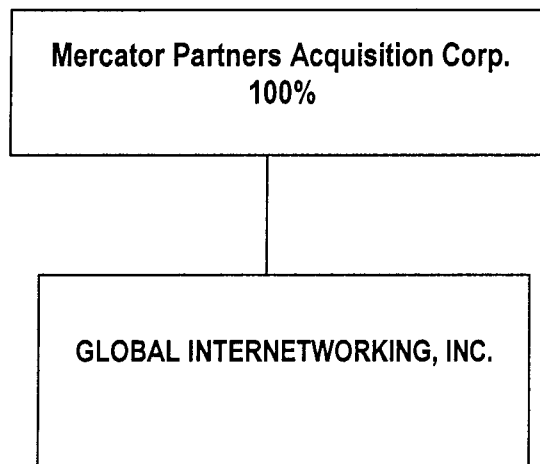 Mercator Partners Acquisition Corp.
100%
GLOBAL INTERNETWORKING, INC.